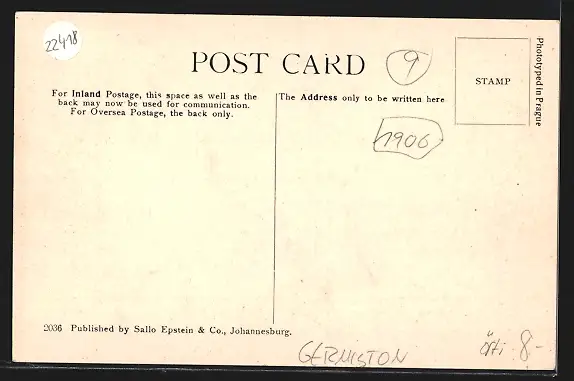 22418
POST CARD
9
STAMP
Phototyped in Prague
For Inland Postage, this space as well as the
back may now be used for communication.
For Oversea Postage, the back only.
The Address only to be written here
1906
2036 Published by Sallo Epstein & Co., Johannesburg.
GERMISTON
8-